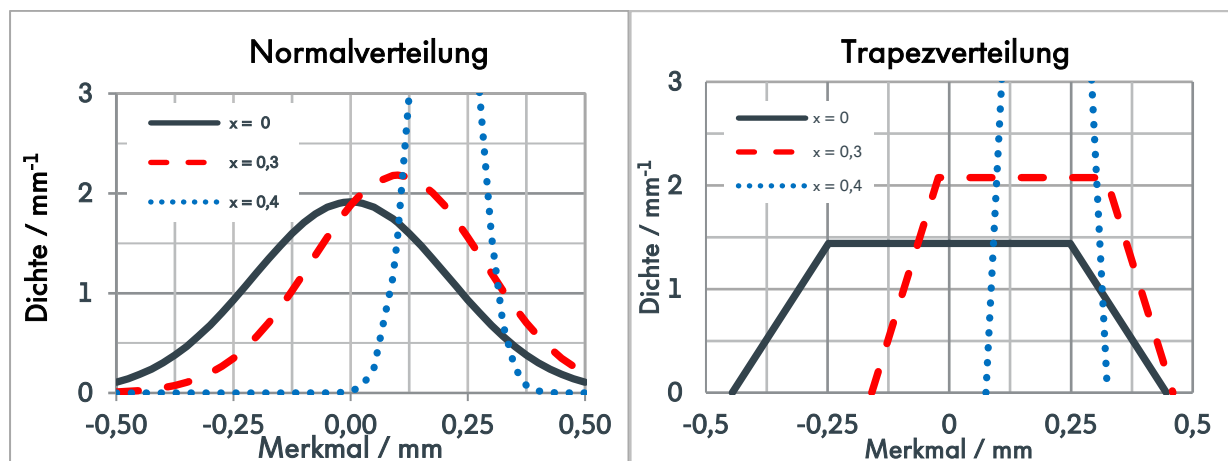 Normalverteilung
Dichte / mm-1
3
2
1
0
x = 0
x = 0,3
x = 0,4
-0,50
-0,25
0,00
0,25
0,50
Merkmal / mm
Trapezverteilung
Dichte / mm-1
3
2
1
0
x = 0
x = 0,3
x = 0,4
-0,5
-0,25
0
0,25
0,5
Merkmal / mm